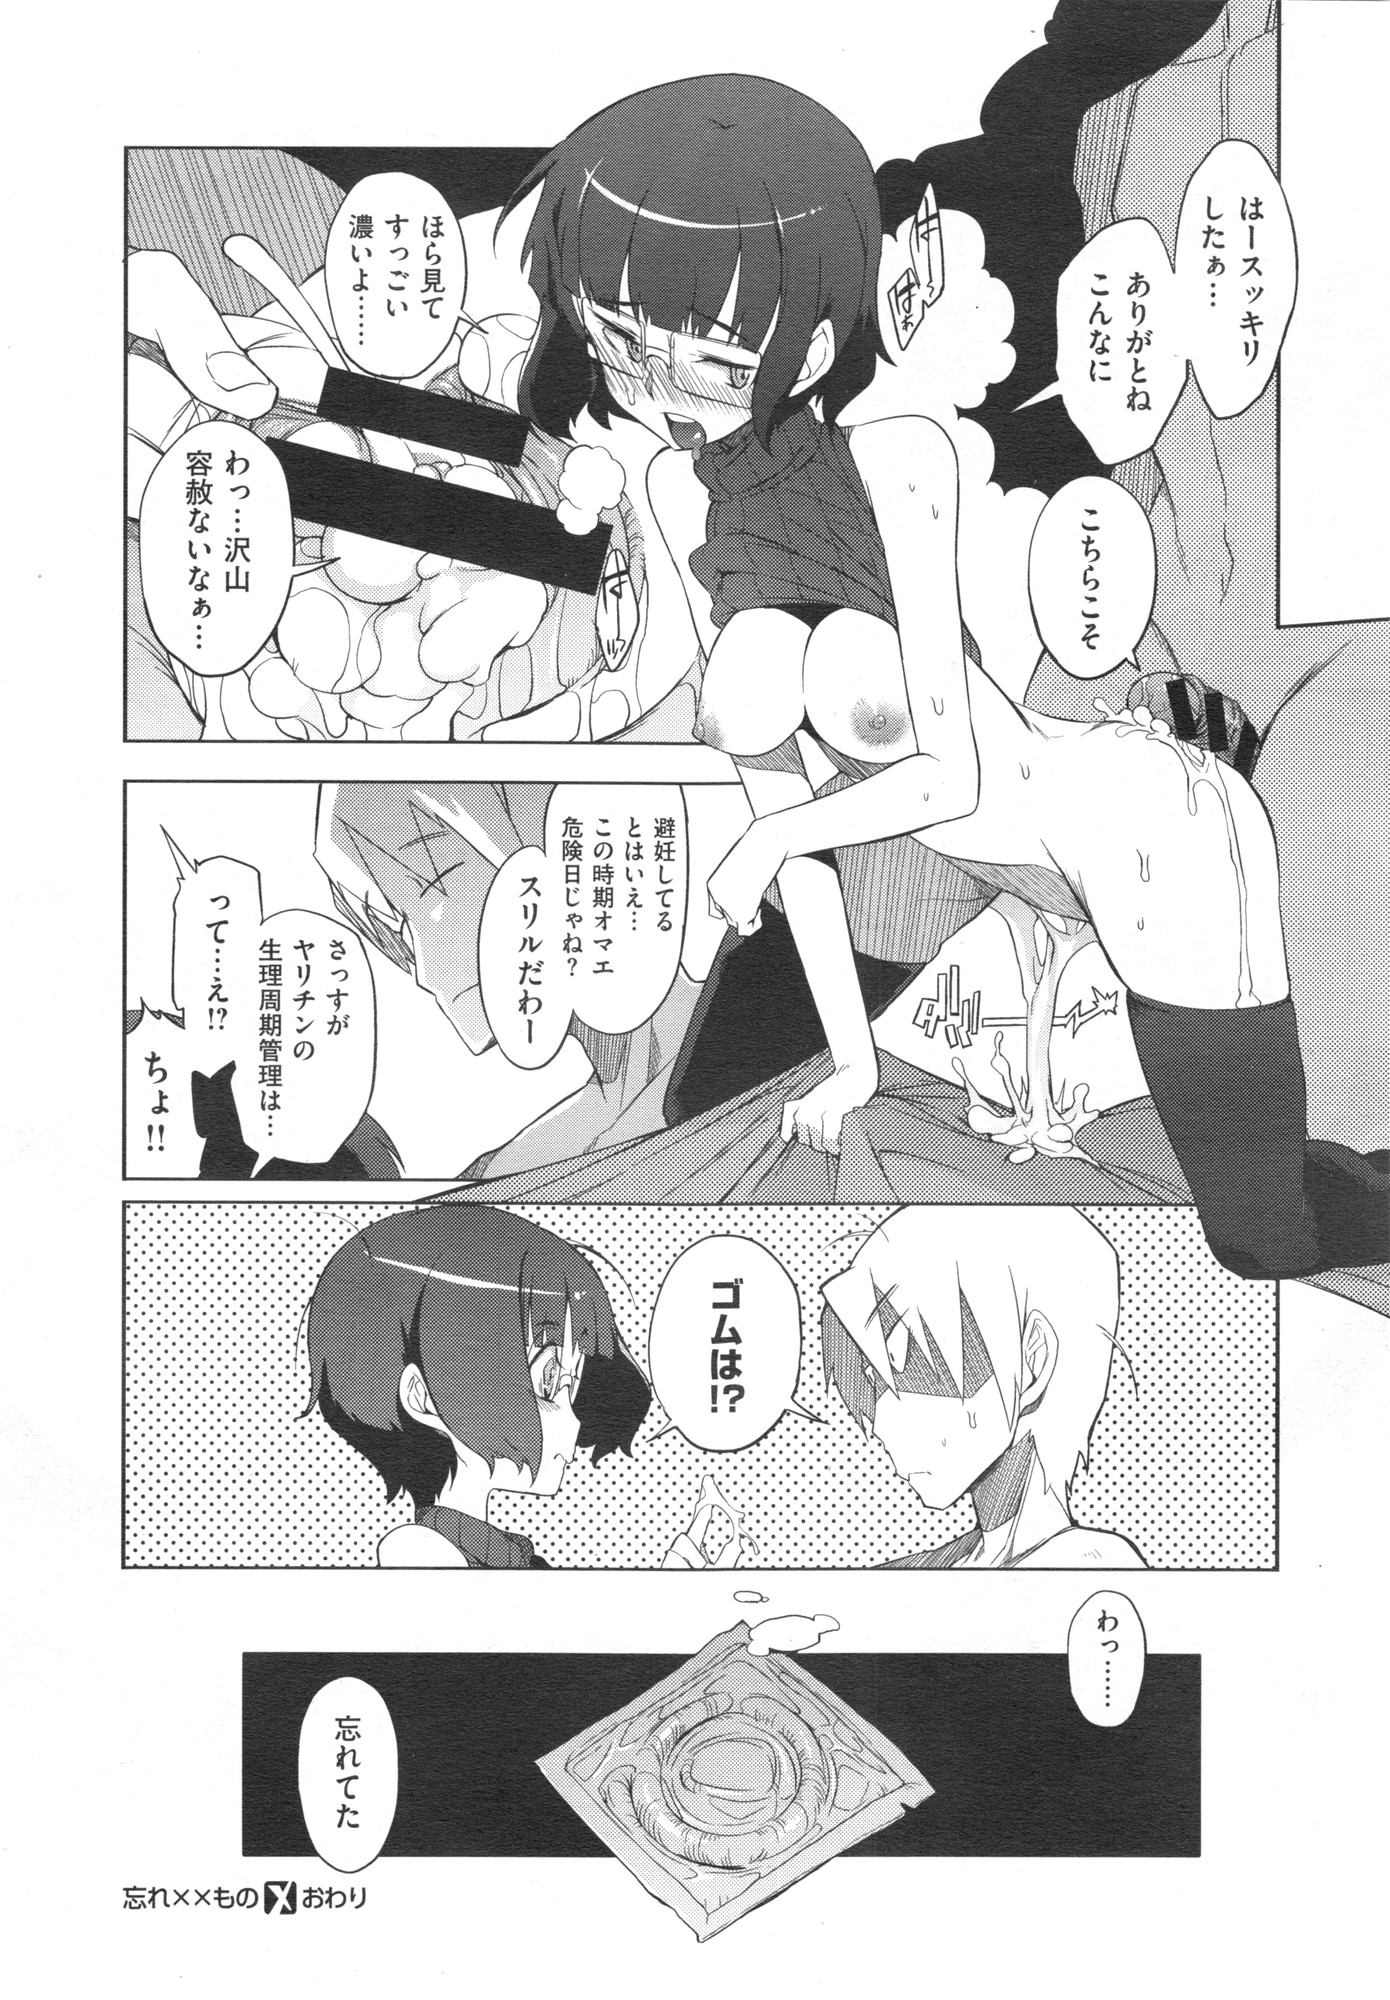 はースッキリ
したぁ…
ありがとね
こんなに
こちらこそ
はぁ
ほら見て
すっごい
濃いよ……
わっ…沢山
容赦ないなぁ…
避妊してる
とはいえ…
この時期オマエ
危険日じゃね？
スリルだわー
さっすが
ヤリチンの
生理周期管理は…
って…え!?
ちょ!!
ゴムは!?
わっ……
忘れてた
忘れ××もの X おわり